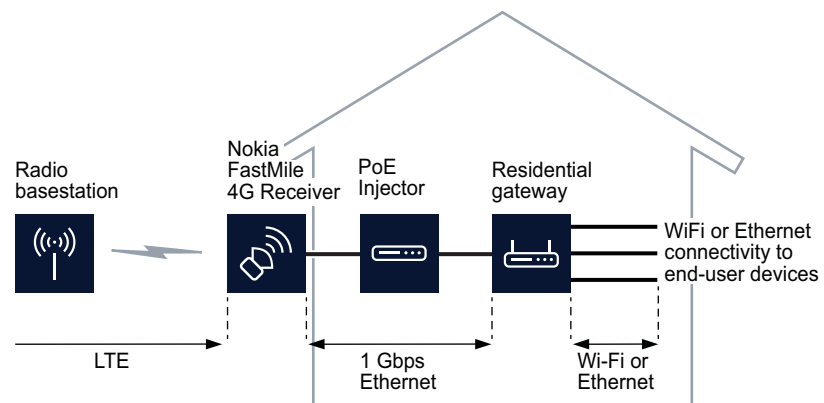 Radio
basestation
Nokia
FastMile
4G Receiver
PoE
Injector
Residential
gateway
WiFi or Ethernet
connectivity to
end-user devices
LTE
1 Gbps
Ethernet
Wi-Fi or
Ethernet